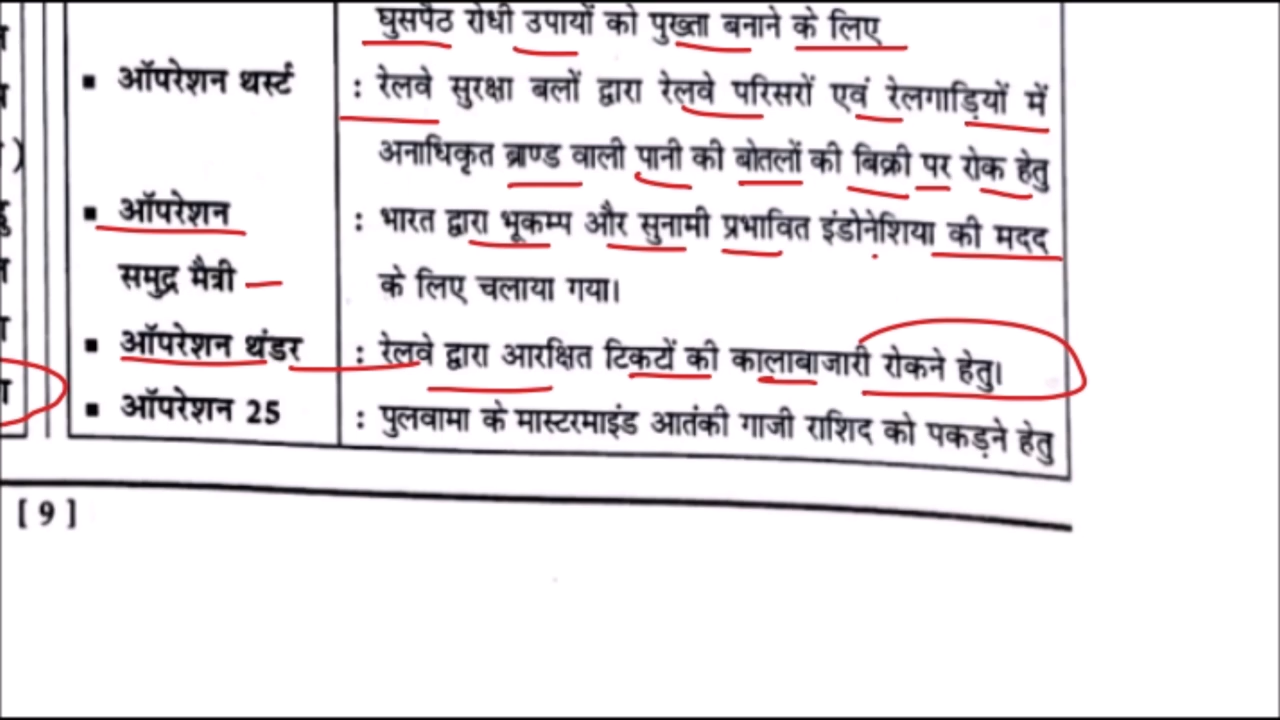 घुसपैठ रोधी उपायों को पुख्ता बनाने के लिए
▪ ऑपरेशन थर्स्ट : रेलवे सुरक्षा बलों द्वारा रेलवे परिसरों एवं रेलगाड़ियों में
अनाधिकृत ब्राण्ड वाली पानी की बोतलों की बिक्री पर रोक हेतु
▪ ऑपरेशन : भारत द्वारा भूकम्प और सुनामी प्रभावित इंडोनेशिया की मदद
समुद्र मैत्री के लिए चलाया गया।
▪ ऑपरेशन थंडर : रेलवे द्वारा आरक्षित टिकटों की कालाबाजारी रोकने हेतु।
▪ ऑपरेशन 25 : पुलवामा के मास्टरमाइंड आतंकी गाजी राशिद को पकड़ने हेतु
[ 9 ]